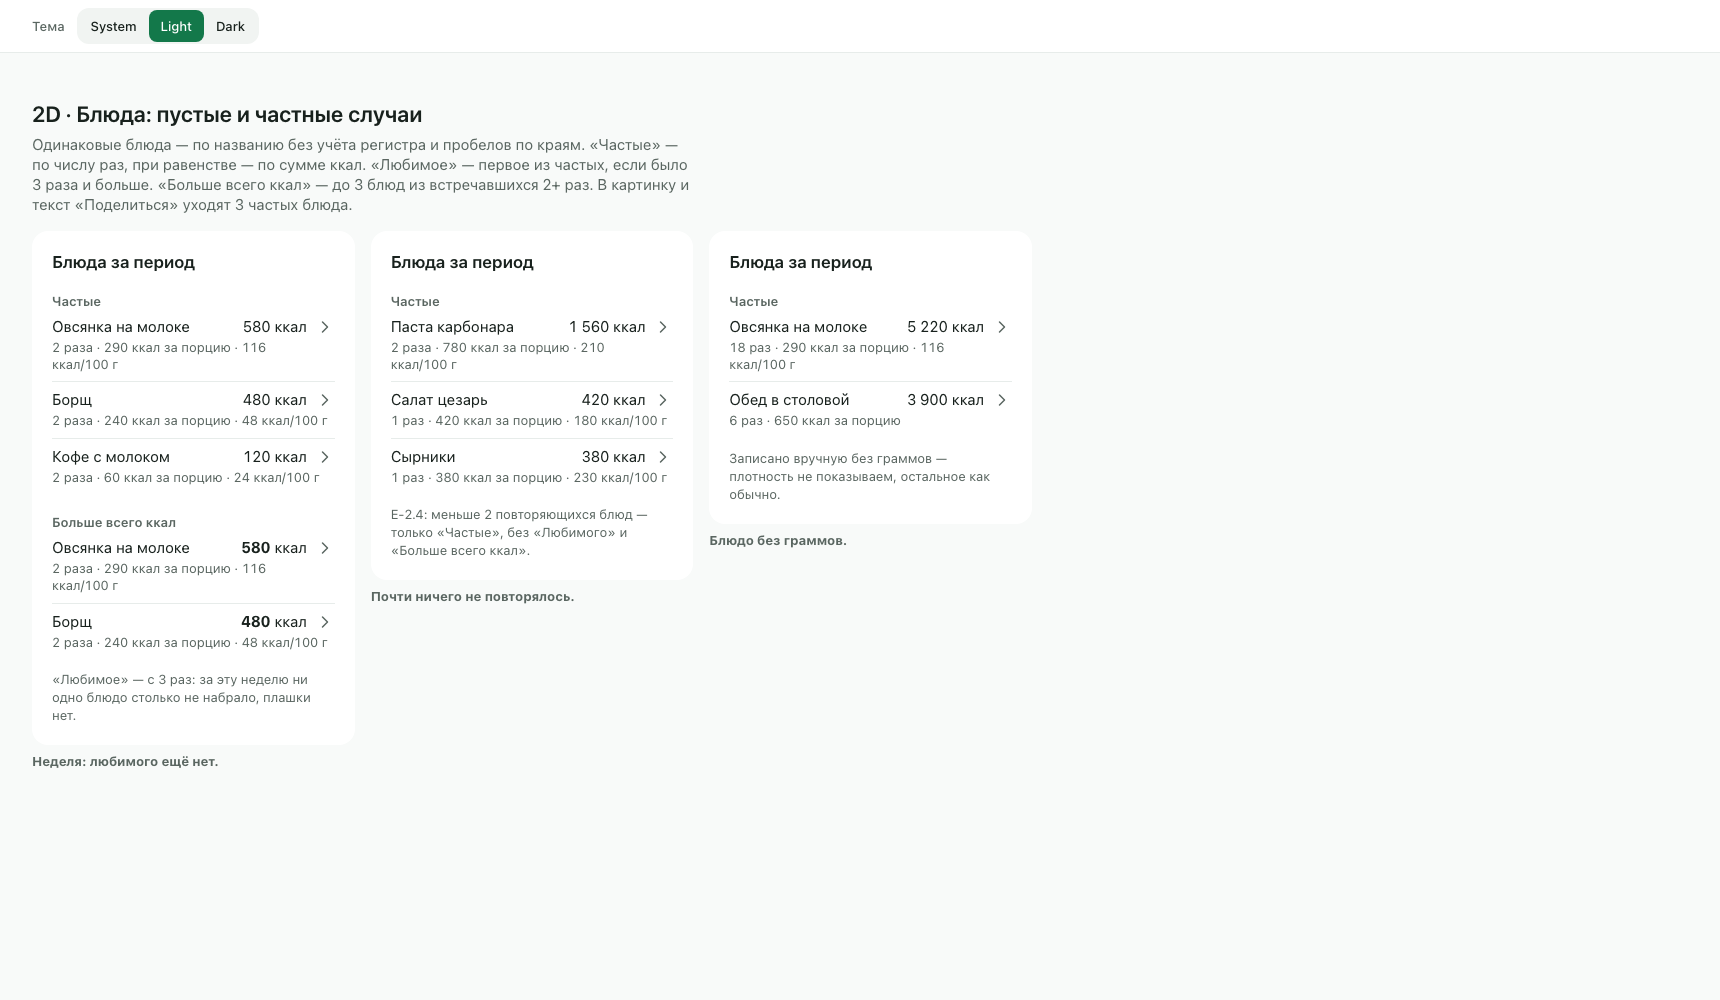 Тема System Light Dark
2D · Блюда: пустые и частные случаи
Одинаковые блюда — по названию без учёта регистра и пробелов по краям. «Частые» —
по числу раз, при равенстве — по сумме ккал. «Любимое» — первое из частых, если было
3 раза и больше. «Больше всего ккал» — до 3 блюд из встречавшихся 2+ раз. В картинку и
текст «Поделиться» уходят 3 частых блюда.
Блюда за период
Частые
Овсянка на молоке 580 ккал
2 раза · 290 ккал за порцию · 116
ккал/100 г
Борщ 480 ккал
2 раза · 240 ккал за порцию · 48 ккал/100 г
Кофе с молоком 120 ккал
2 раза · 60 ккал за порцию · 24 ккал/100 г
Больше всего ккал
Овсянка на молоке 580 ккал
2 раза · 290 ккал за порцию · 116
ккал/100 г
Борщ 480 ккал
2 раза · 240 ккал за порцию · 48 ккал/100 г
«Любимое» — с 3 раз: за эту неделю ни
одно блюдо столько не набрало, плашки
нет.
Неделя: любимого ещё нет.
Блюда за период
Частые
Паста карбонара 1 560 ккал
2 раза · 780 ккал за порцию · 210
ккал/100 г
Салат цезарь 420 ккал
1 раз · 420 ккал за порцию · 180 ккал/100 г
Сырники 380 ккал
1 раз · 380 ккал за порцию · 230 ккал/100 г
E-2.4: меньше 2 повторяющихся блюд —
только «Частые», без «Любимого» и
«Больше всего ккал».
Почти ничего не повторялось.
Блюда за период
Частые
Овсянка на молоке 5 220 ккал
18 раз · 290 ккал за порцию · 116
ккал/100 г
Обед в столовой 3 900 ккал
6 раз · 650 ккал за порцию
Записано вручную без граммов —
плотность не показываем, остальное как
обычно.
Блюдо без граммов.